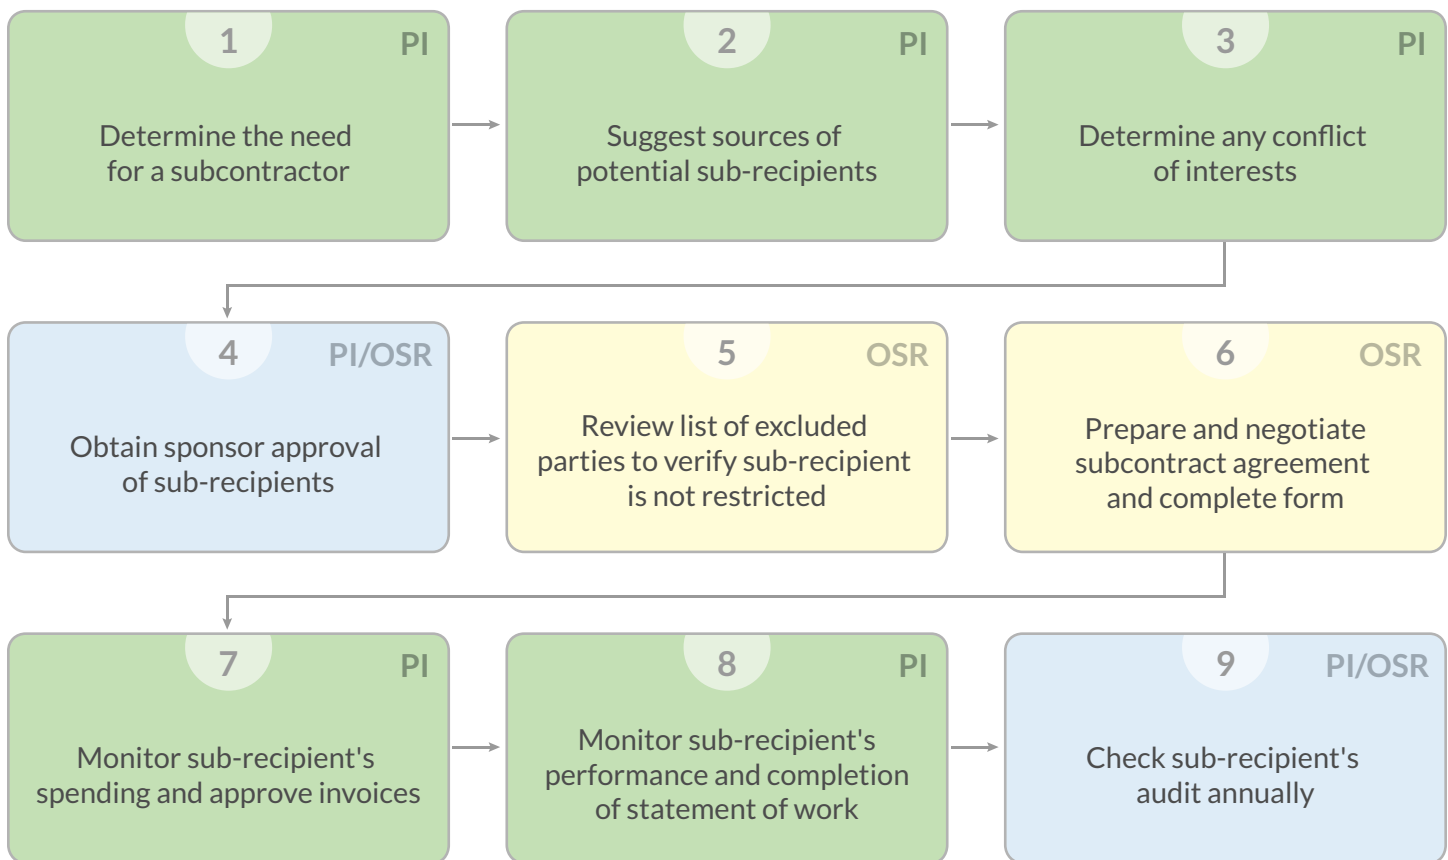 1
PI
Determine the need
for a subcontractor
2
PI
Suggest sources of
potential sub-recipients
3
PI
Determine any conflict
of interests
4
PI/OSR
Obtain sponsor approval
of sub-recipients
5
OSR
Review list of excluded
parties to verify sub-recipient
is not restricted
6
OSR
Prepare and negotiate
subcontract agreement
and complete form
7
PI
Monitor sub-recipient's
spending and approve invoices
8
PI
Monitor sub-recipient's
performance and completion
of statement of work
9
PI/OSR
Check sub-recipient's
audit annually